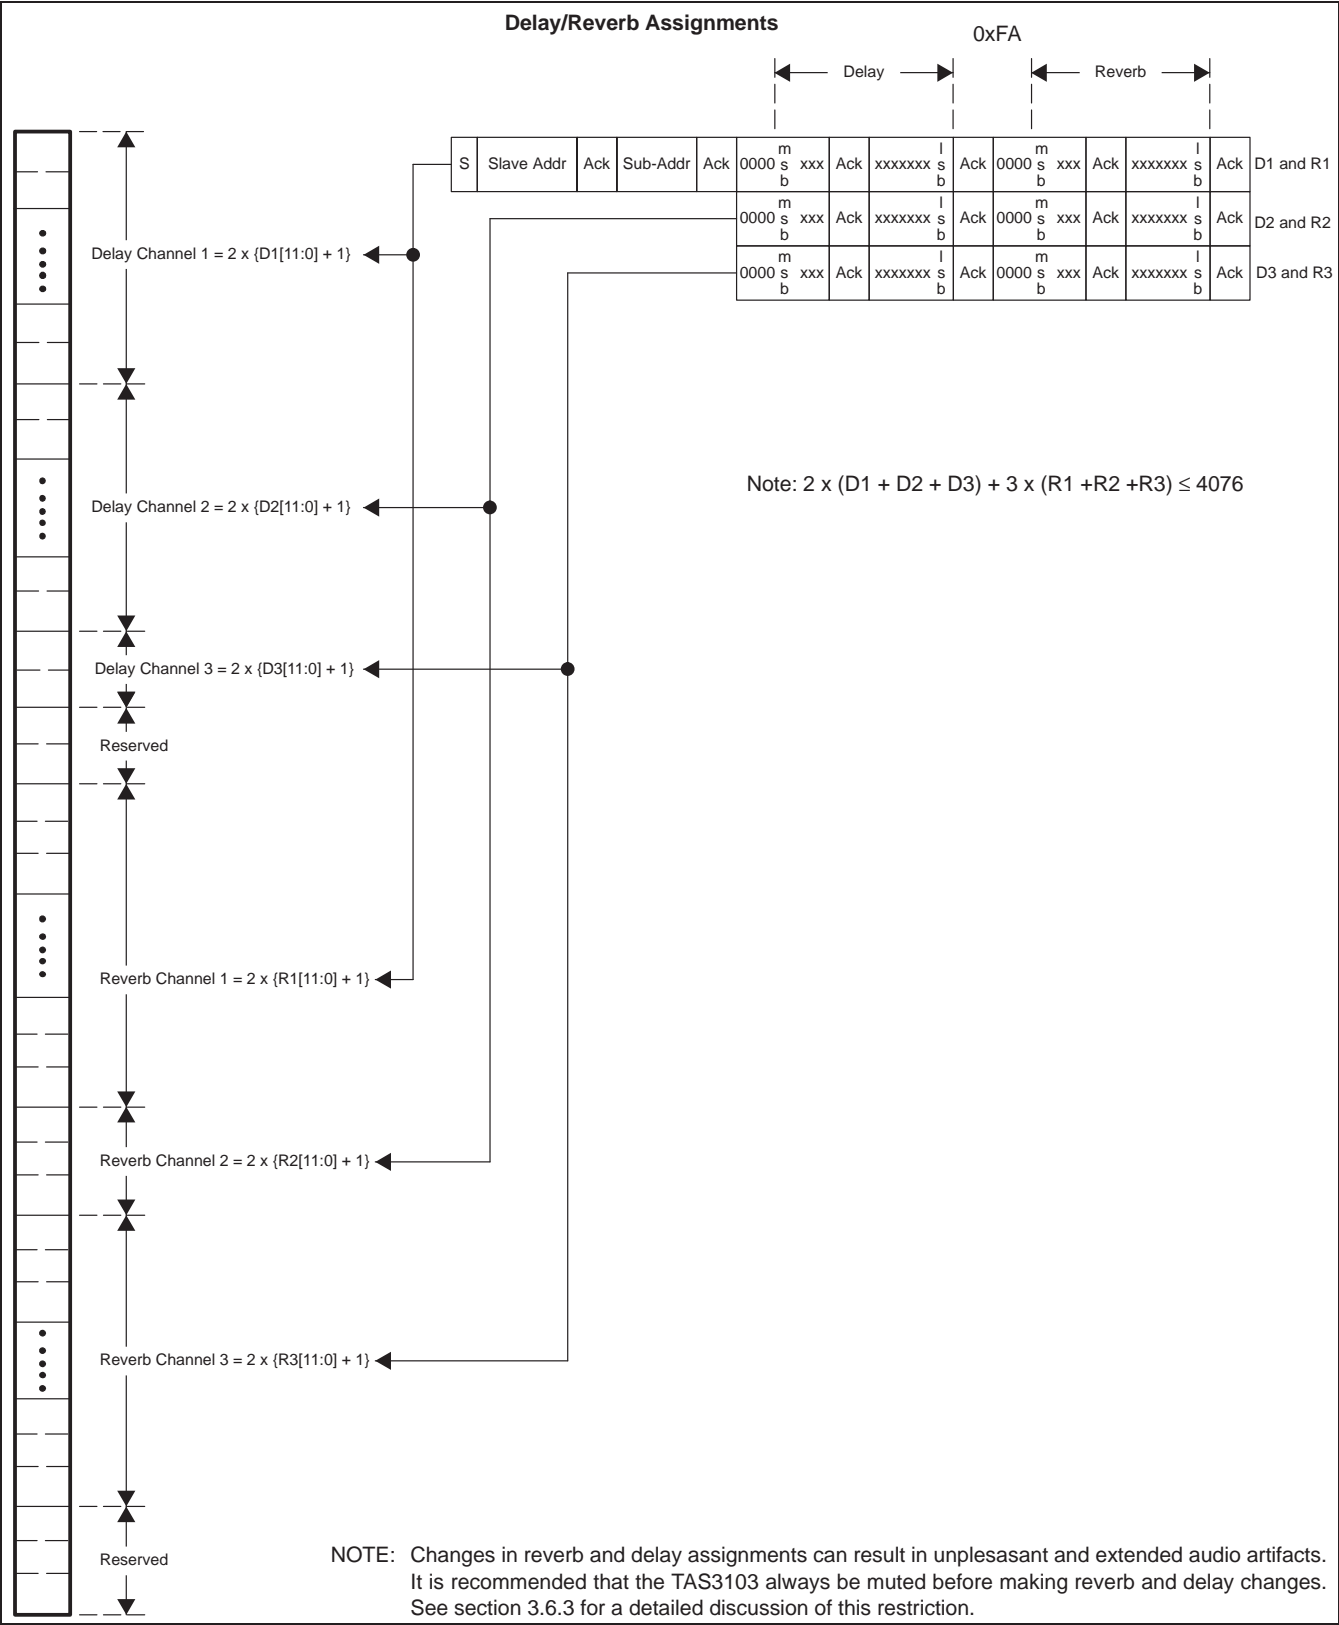 Delay/Reverb Assignments
0xFA
Delay
Reverb
S Slave Addr Ack Sub-Addr Ack 0000 msb xxx Ack xxxxxxx lsb Ack 0000 msb xxx Ack xxxxxxx lsb Ack D1 and R1
0000 msb xxx Ack xxxxxxx lsb Ack 0000 msb xxx Ack xxxxxxx lsb Ack D2 and R2
0000 msb xxx Ack xxxxxxx lsb Ack 0000 msb xxx Ack xxxxxxx lsb Ack D3 and R3
Delay Channel 1 = 2 x {D1[11:0] + 1}
Note: 2 x (D1 + D2 + D3) + 3 x (R1 +R2 +R3) ≤ 4076
Delay Channel 2 = 2 x {D2[11:0] + 1}
Delay Channel 3 = 2 x {D3[11:0] + 1}
Reserved
Reverb Channel 1 = 2 x {R1[11:0] + 1}
Reverb Channel 2 = 2 x {R2[11:0] + 1}
Reverb Channel 3 = 2 x {R3[11:0] + 1}
Reserved
NOTE: Changes in reverb and delay assignments can result in unplesasant and extended audio artifacts.
It is recommended that the TAS3103 always be muted before making reverb and delay changes.
See section 3.6.3 for a detailed discussion of this restriction.